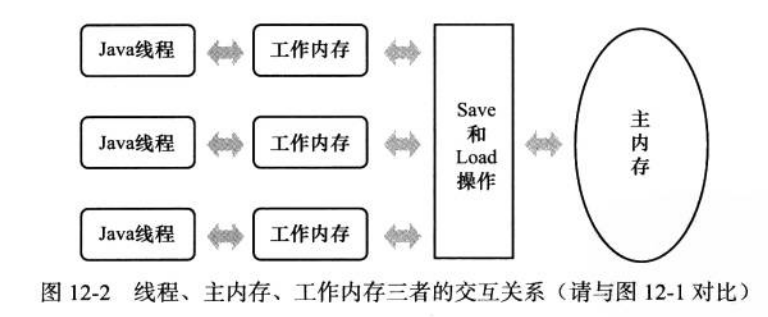 Java线程
工作内存
Java线程
工作内存
Java线程
工作内存
Save
和
Load
操作
主
内
存
图 12-2 线程、主内存、工作内存三者的交互关系（请与图 12-1 对比）